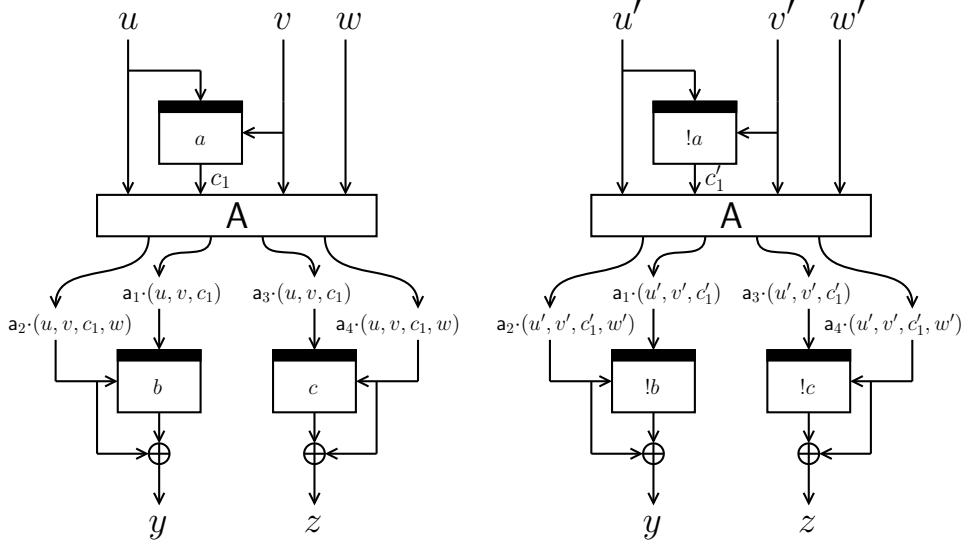 u v w u′ v′ w′
a !a
c₁ c′₁
A A
a₁·(u, v, c₁) a₃·(u, v, c₁) a₁·(u′, v′, c′₁) a₃·(u′, v′, c′₁)
a₂·(u, v, c₁, w) a₄·(u, v, c₁, w) a₂·(u′, v′, c′₁, w′) a₄·(u′, v′, c′₁, w′)
b c !b !c
y z y z